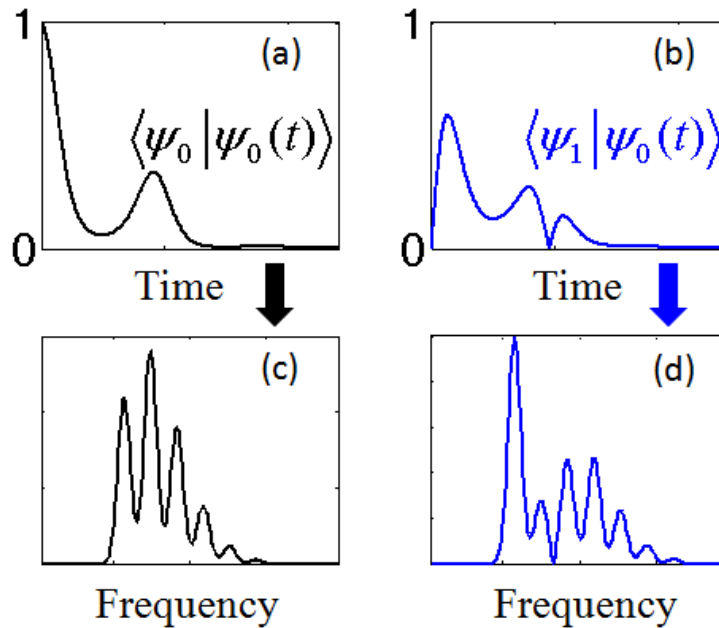 1 (a) 1 (b)
⟨ψ₀|ψ₀(t)⟩ ⟨ψ₁|ψ₀(t)⟩
0 0
Time Time
(c) (d)
Frequency Frequency